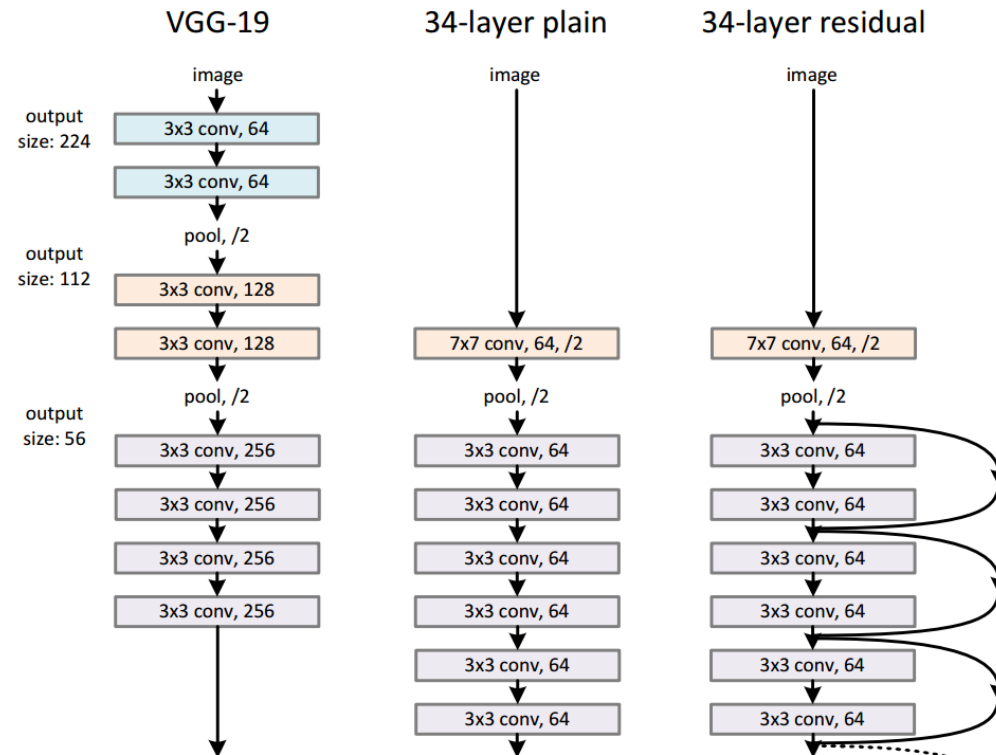 VGG-19
34-layer plain
34-layer residual
image
image
image
output
size: 224
3x3 conv, 64
3x3 conv, 64
pool, /2
output
size: 112
3x3 conv, 128
3x3 conv, 128
7x7 conv, 64, /2
7x7 conv, 64, /2
pool, /2
pool, /2
pool, /2
output
size: 56
3x3 conv, 256
3x3 conv, 64
3x3 conv, 64
3x3 conv, 256
3x3 conv, 64
3x3 conv, 64
3x3 conv, 256
3x3 conv, 64
3x3 conv, 64
3x3 conv, 256
3x3 conv, 64
3x3 conv, 64
3x3 conv, 64
3x3 conv, 64
3x3 conv, 64
3x3 conv, 64